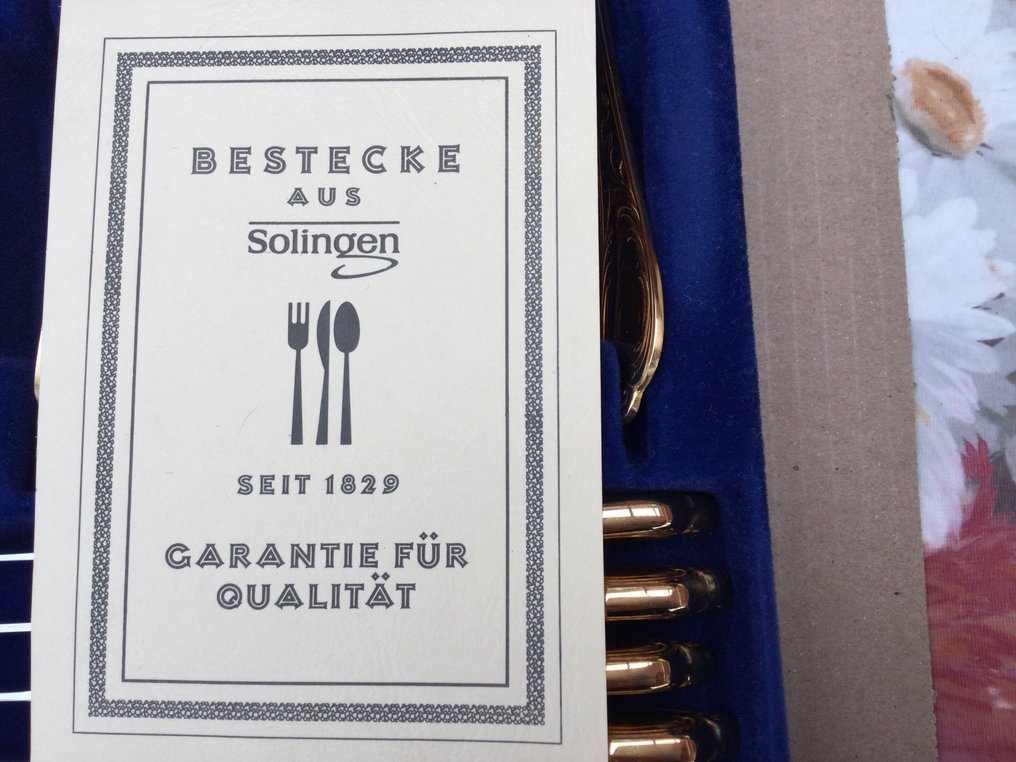 BESTECKE
AUS
Solingen
SEIT 1829
GARANTIE FÜR
QUALITÄT